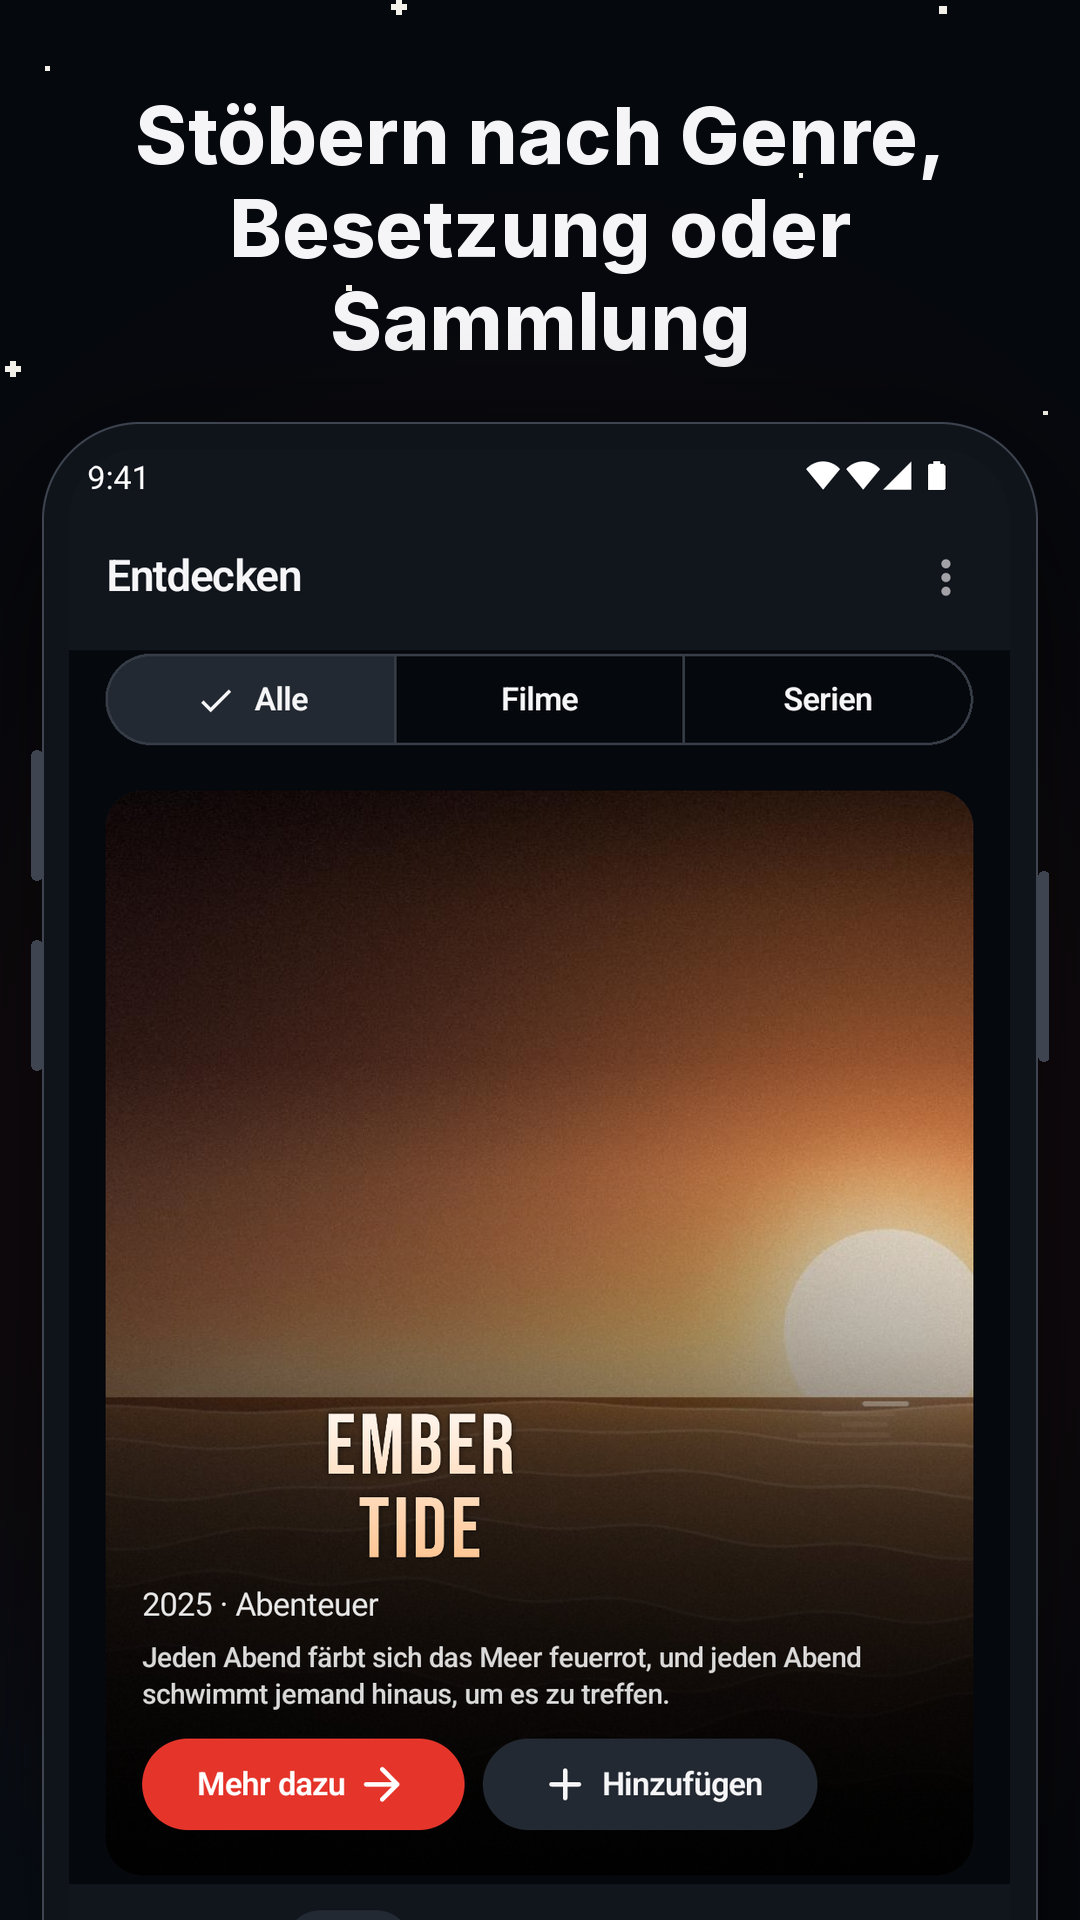 Stöbern nach Genre,
Besetzung oder
Sammlung
9:41
Entdecken
Alle
Filme
Serien
EMBER
TIDE
2025 · Abenteuer
Jeden Abend färbt sich das Meer feuerrot, und jeden Abend
schwimmt jemand hinaus, um es zu treffen.
Mehr dazu
Hinzufügen